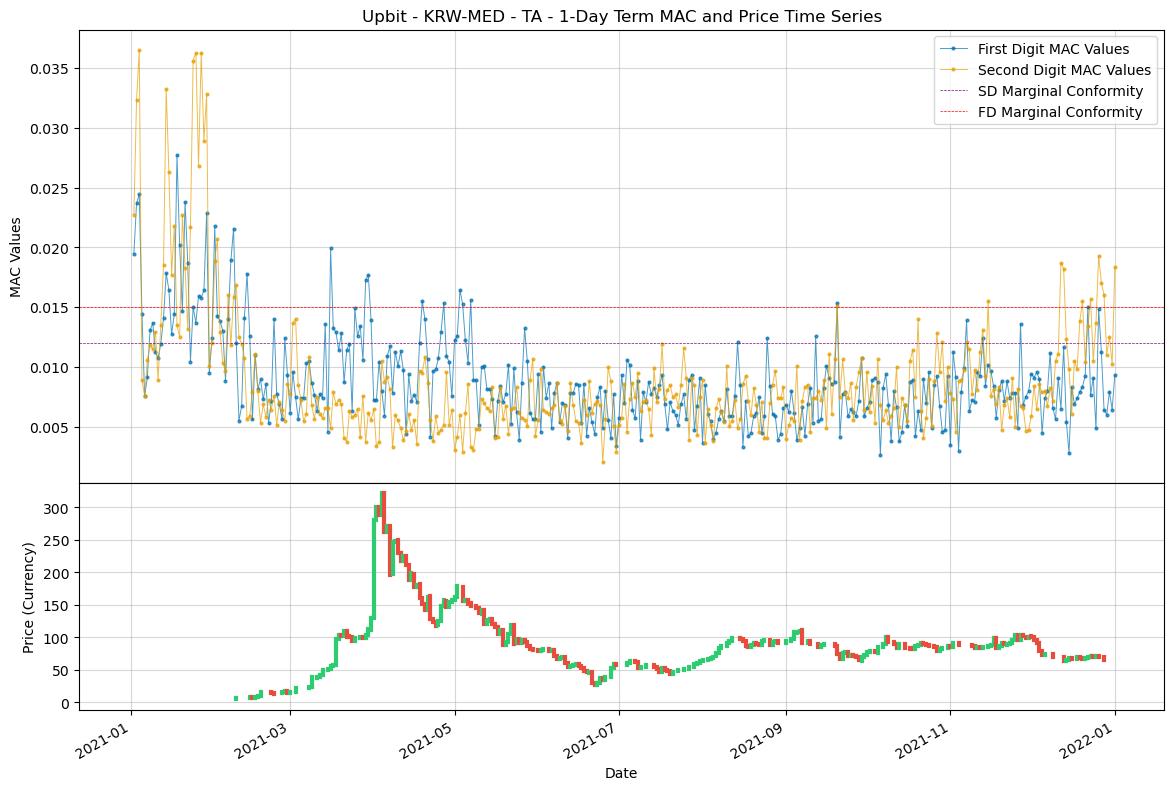 Upbit - KRW-MED - TA - 1-Day Term MAC and Price Time Series
First Digit MAC Values
Second Digit MAC Values
SD Marginal Conformity
FD Marginal Conformity
MAC Values
0.035
0.030
0.025
0.020
0.015
0.010
0.005
Price (Currency)
300
250
200
150
100
50
0
2021-01
2021-03
2021-05
2021-07
2021-09
2021-11
2022-01
Date